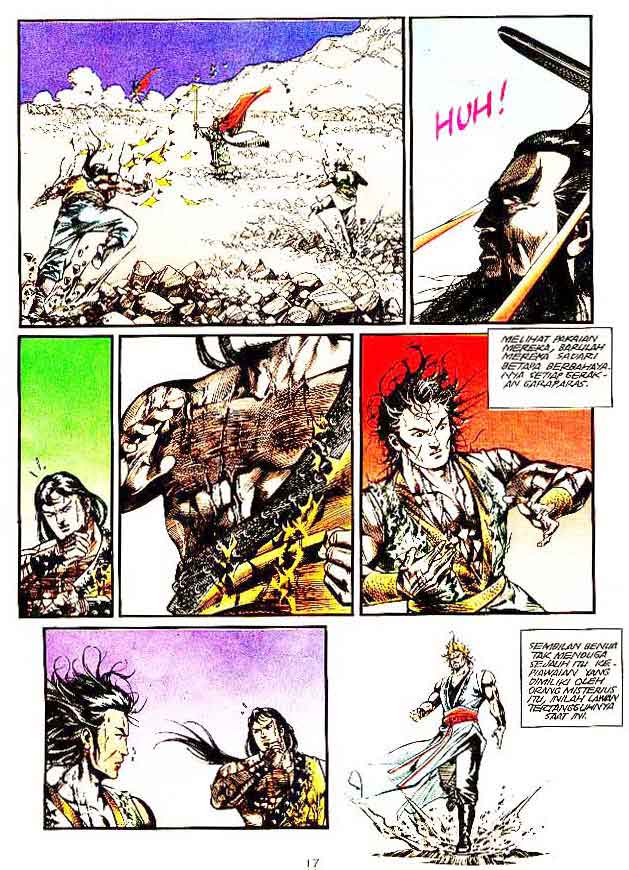 HUH!
MELIHAT PAKAIAN
MEREKA, BARULAH
MEREKA SADARI
BETAPA BERBAHAYA-
NYA SETIAP GERAK-
AN GARAPARAS.
!
SEMBILAN BENUA
TAK MENDUGA
SEJAUH ITU KE-
PIAWAIAN YANG
DIMILIKI OLEH
ORANG MISTERIUS
ITU, INILAH LAWAN
TERTANGGUHNYA
SAAT INI.
17